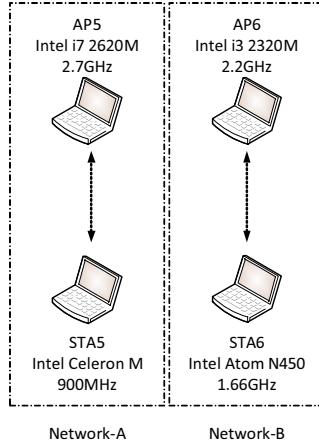 AP5
Intel i7 2620M
2.7GHz
STA5
Intel Celeron M
900MHz
Network-A
AP6
Intel i3 2320M
2.2GHz
STA6
Intel Atom N450
1.66GHz
Network-B